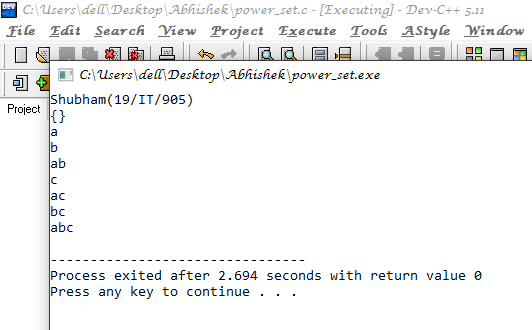 DEV C:\Users\dell\Desktop\Abhishek\power_set.c - [Executing] - Dev-C++ 5.11
File Edit Search View Project Execute Tools AStyle Window
C:\Users\dell\Desktop\Abhishek\power_set.exe
Project
Shubham(19/IT/905)
{}
a
b
ab
c
ac
bc
abc
--------------------------------
Process exited after 2.694 seconds with return value 0
Press any key to continue . . .